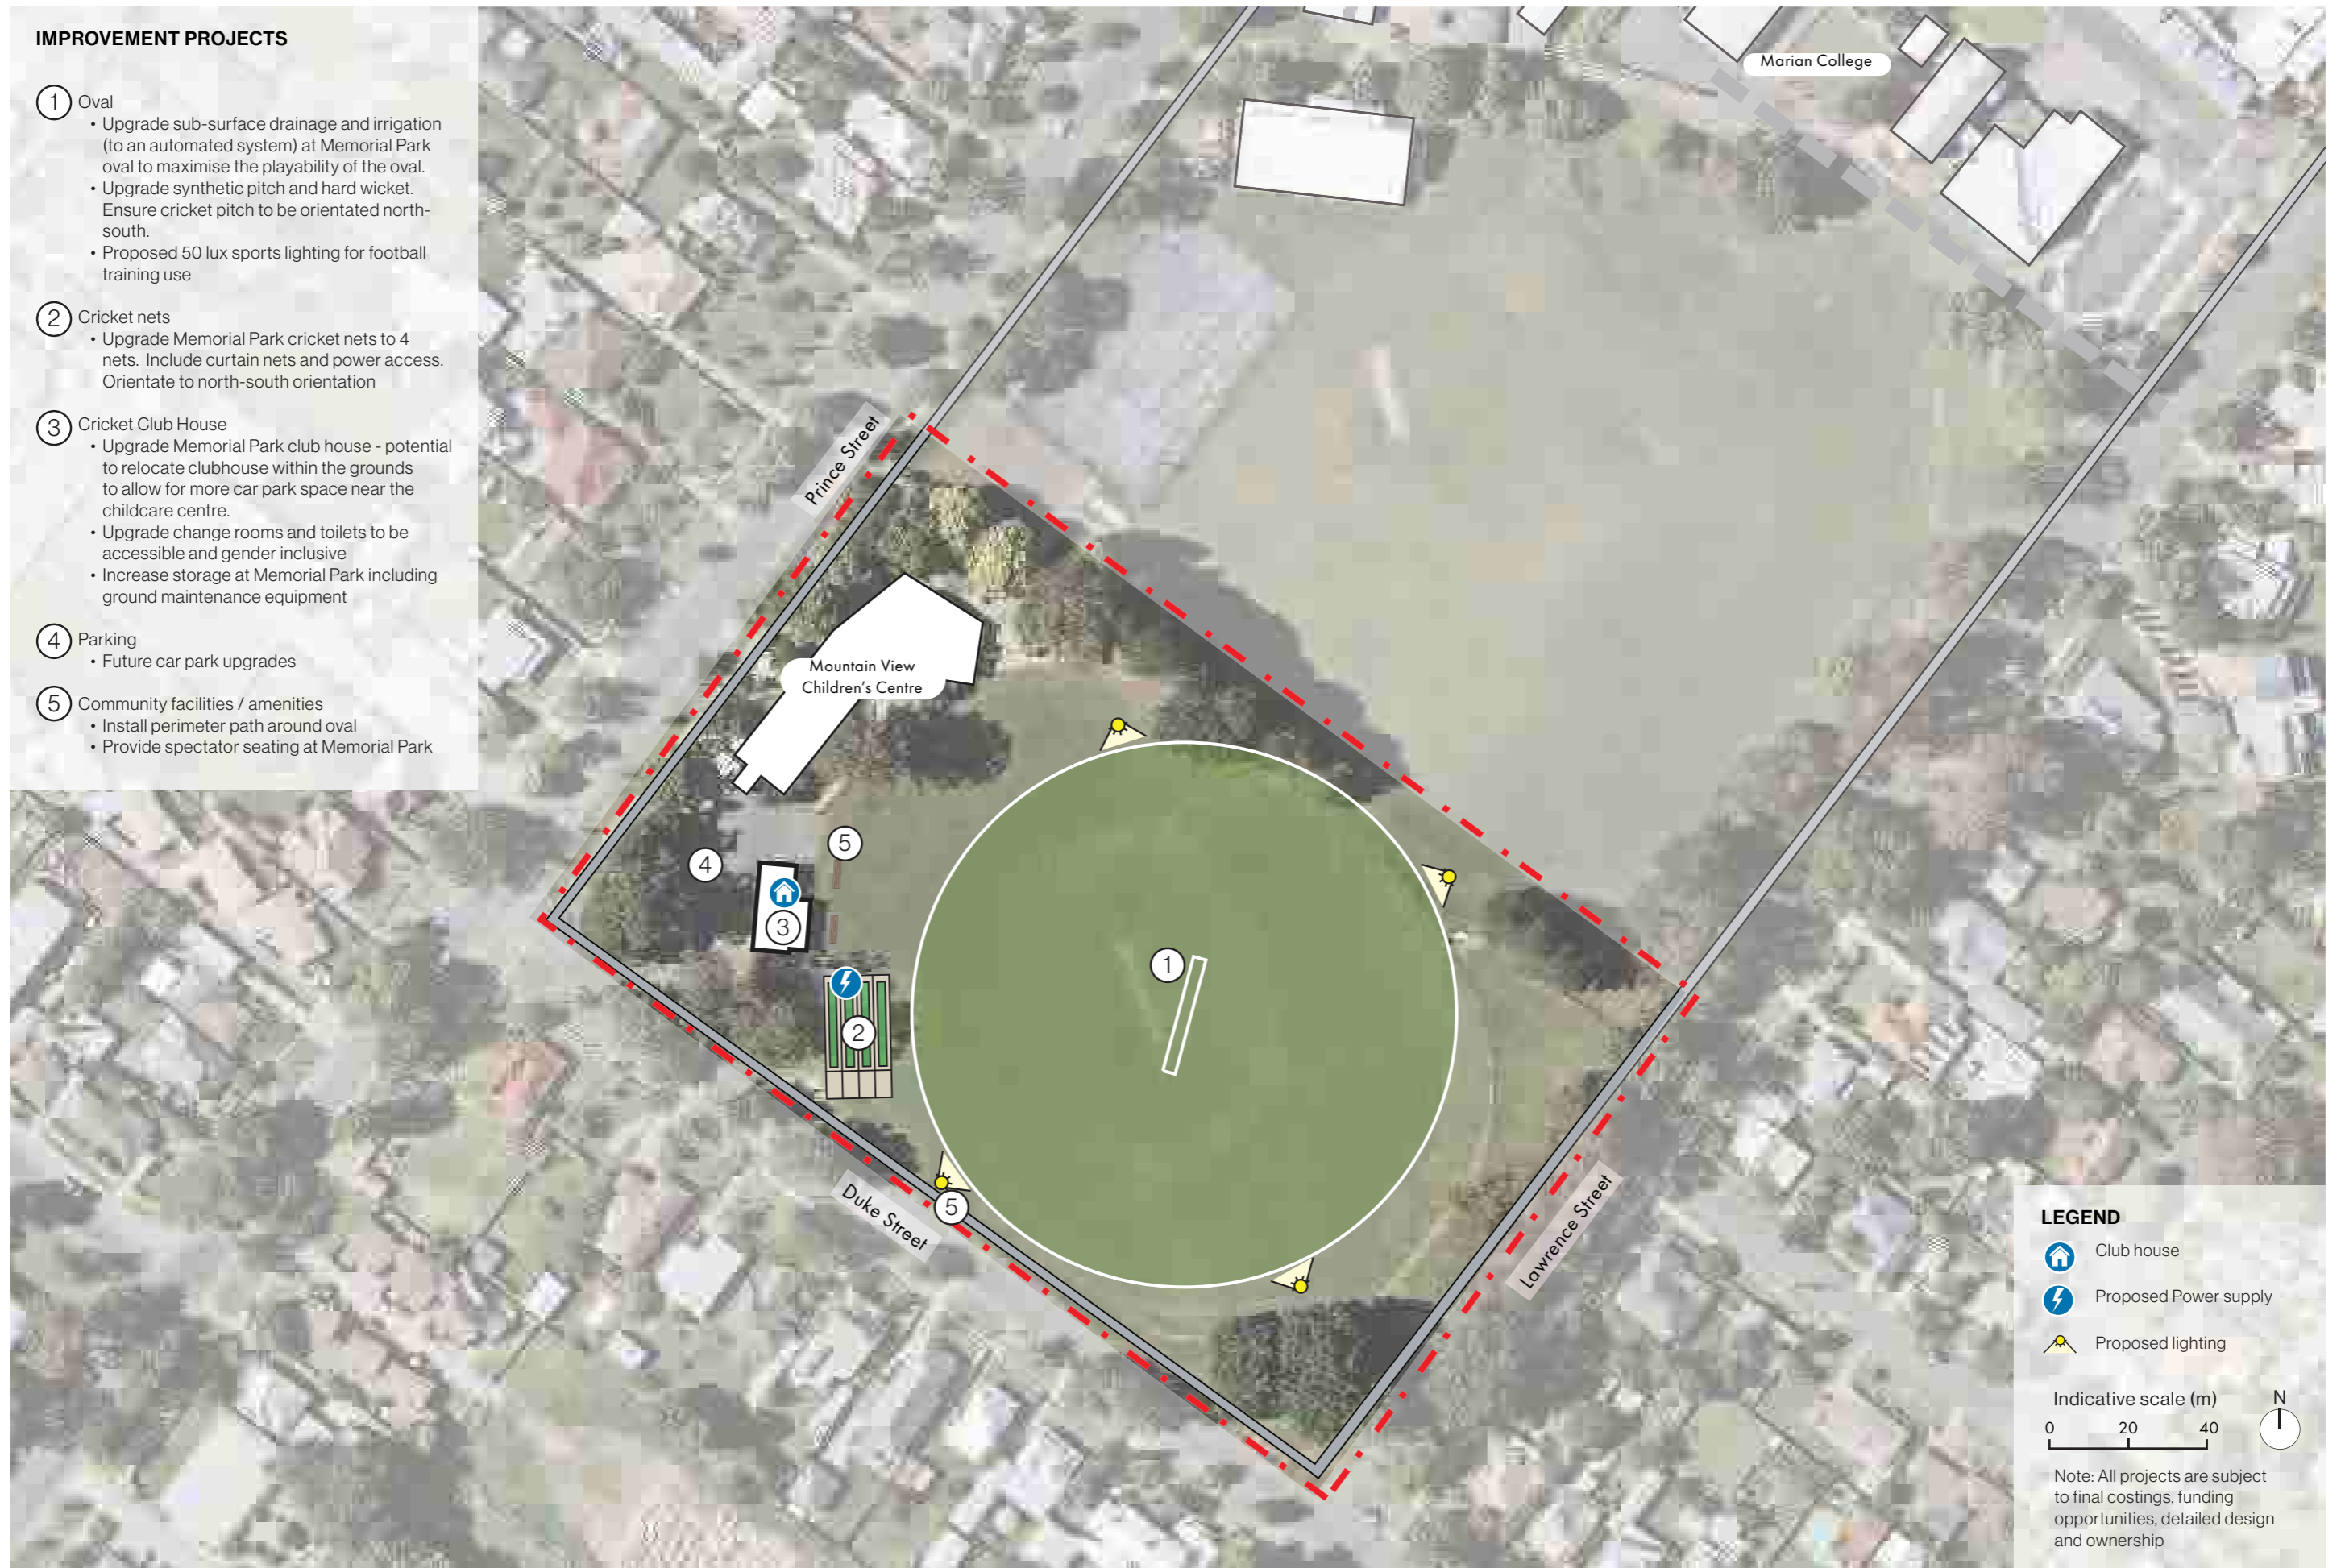 IMPROVEMENT PROJECTS
1 Oval
• Upgrade sub-surface drainage and irrigation
(to an automated system) at Memorial Park
oval to maximise the playability of the oval.
• Upgrade synthetic pitch and hard wicket.
Ensure cricket pitch to be orientated north-
south.
• Proposed 50 lux sports lighting for football
training use
2 Cricket nets
• Upgrade Memorial Park cricket nets to 4
nets. Include curtain nets and power access.
Orientate to north-south orientation
3 Cricket Club House
• Upgrade Memorial Park club house - potential
to relocate clubhouse within the grounds
to allow for more car park space near the
childcare centre.
• Upgrade change rooms and toilets to be
accessible and gender inclusive
• Increase storage at Memorial Park including
ground maintenance equipment
4 Parking
• Future car park upgrades
5 Community facilities / amenities
• Install perimeter path around oval
• Provide spectator seating at Memorial Park
Marian College
Prince Street
Mountain View
Children's Centre
5
4
3
1
2
5
Duke Street
Lawrence Street
LEGEND
Club house
Proposed Power supply
Proposed lighting
Indicative scale (m)
N
0 20 40
Note: All projects are subject
to final costings, funding
opportunities, detailed design
and ownership